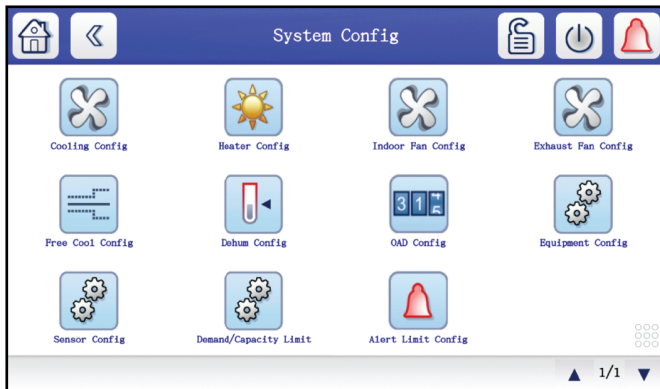 System Config
Cooling Config
Heater Config
Indoor Fan Config
Exhaust Fan Config
Free Cool Config
Dehum Config
OAD Config
Equipment Config
Sensor Config
Demand/Capacity Limit
Alert Limit Config
1/1